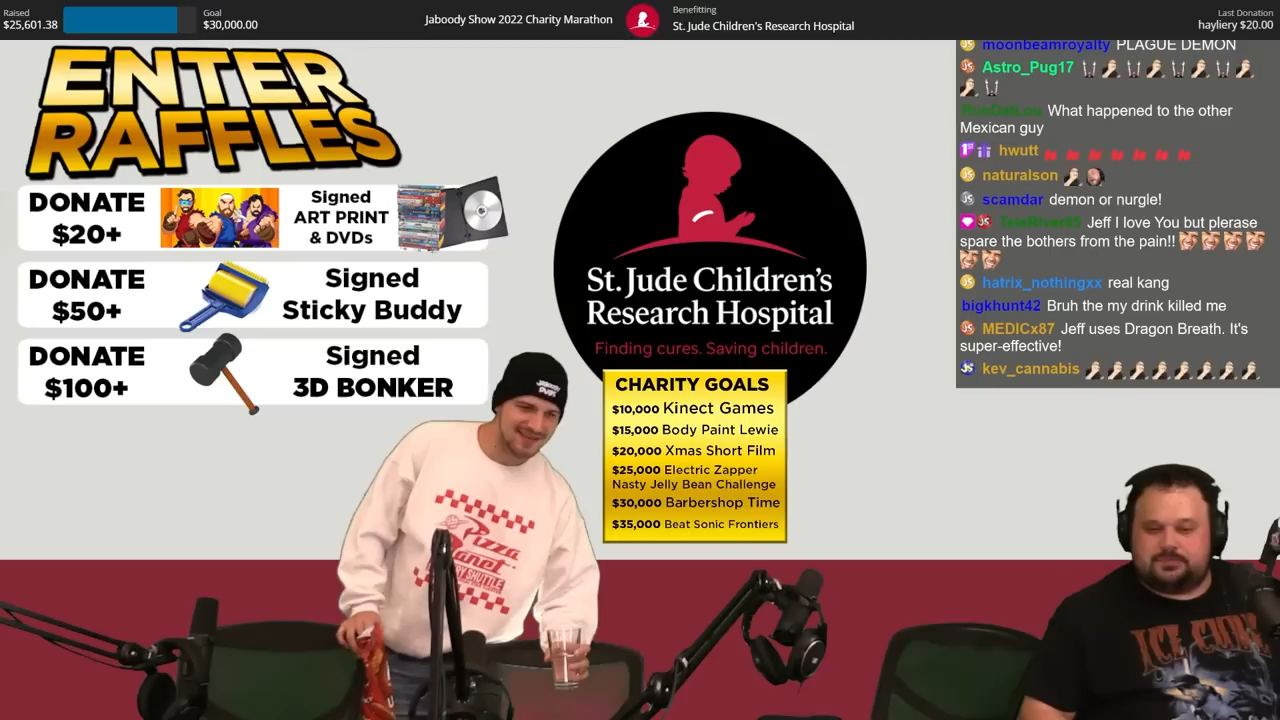 Raised
$25,601.38
Goal
$30,000.00
Jaboody Show 2022 Charity Marathon
Benefitting
St. Jude Children's Research Hospital
Last Donation
hayliery $20.00
ENTER
RAFFLES
DONATE
$20+
Signed
ART PRINT
& DVDs
DONATE
$50+
Signed
Sticky Buddy
DONATE
$100+
Signed
3D BONKER
St. Jude Children's
Research Hospital
Finding cures. Saving children.
CHARITY GOALS
$10,000 Kinect Games
$15,000 Body Paint Lewie
$20,000 Xmas Short Film
$25,000 Electric Zapper
Nasty Jelly Bean Challenge
$30,000 Barbershop Time
$35,000 Beat Sonic Frontiers
moonbeamroyalty PLAGUE DEMON
Astro_Pug17
What happened to the other
Mexican guy
hwutt
naturalson
scamdar demon or nurgle!
Jeff I love You but plerase
spare the bothers from the pain!!
hatrix_nothingxx real kang
bigkhunt42 Bruh the my drink killed me
MEDICx87 Jeff uses Dragon Breath. It's
super-effective!
kev_cannabis
Pizza
Planet
SHUTTLE
ICE CUBE